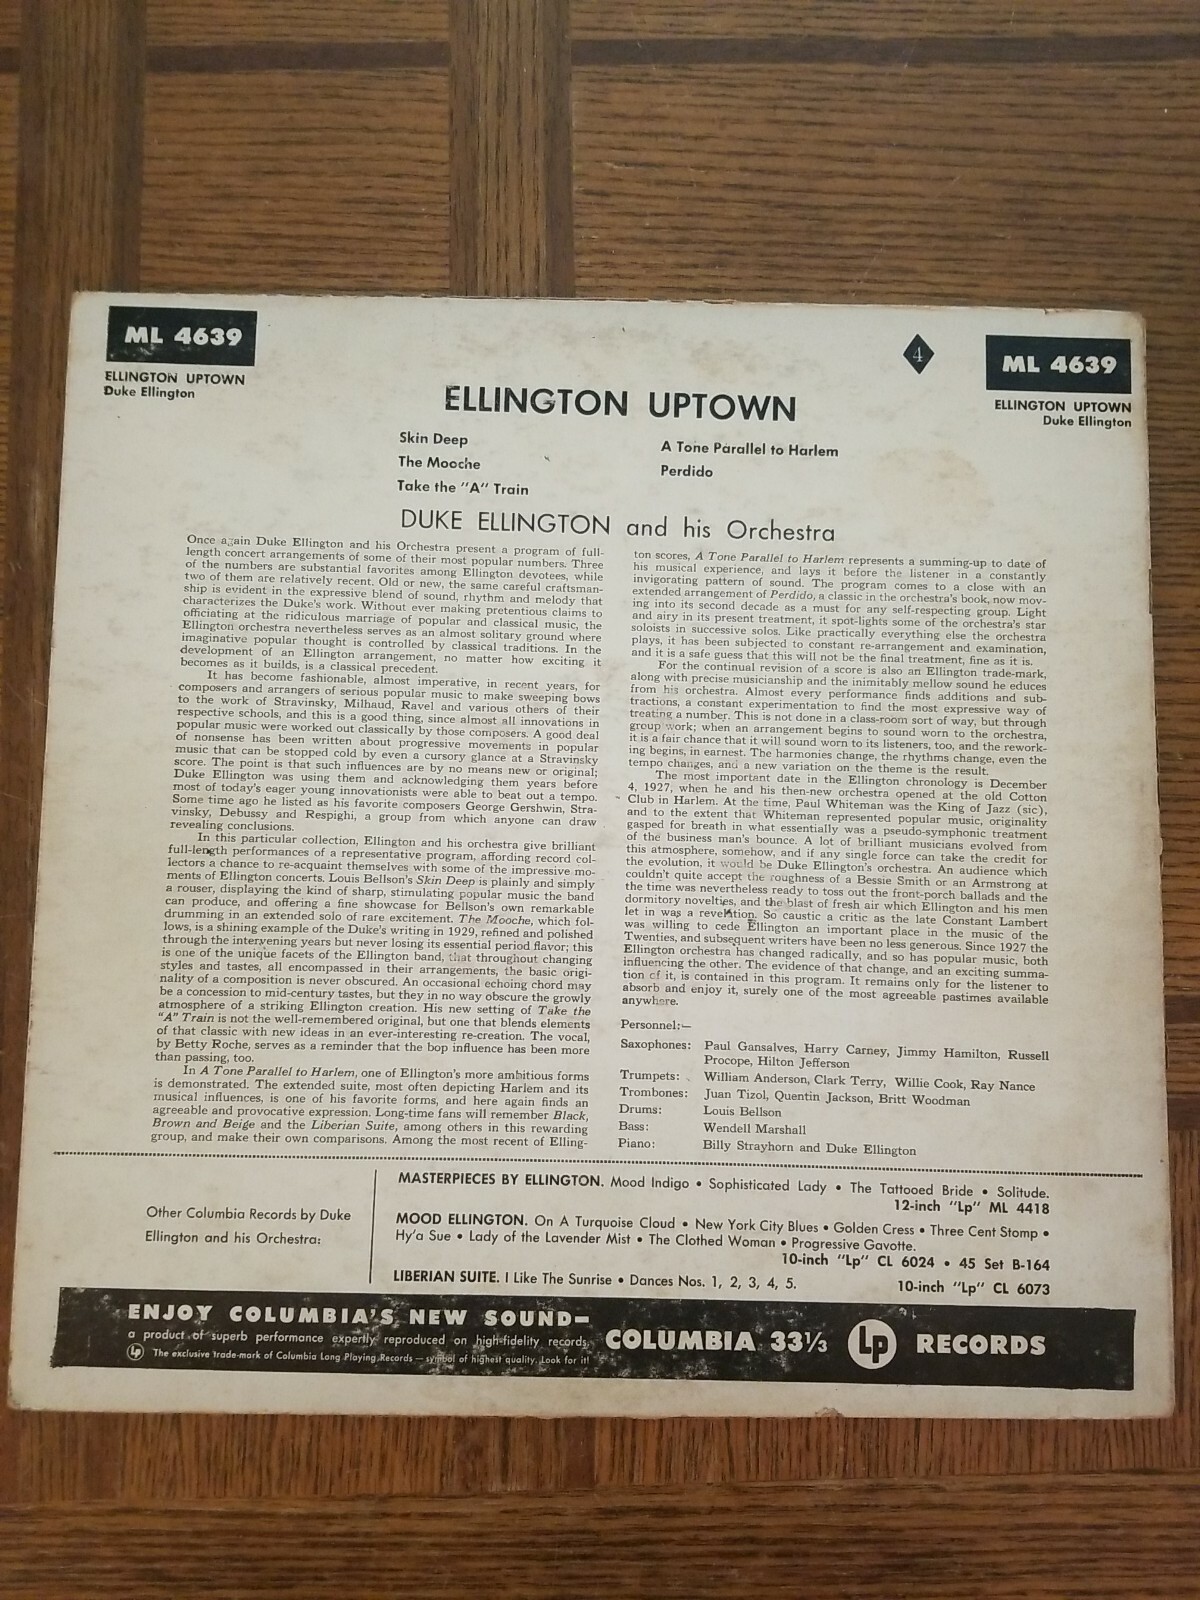 ML 4639
ELLINGTON UPTOWN
Duke Ellington
4
ML 4639
ELLINGTON UPTOWN
Duke Ellington
ELLINGTON UPTOWN
Skin Deep
The Mooche
Take the "A" Train
A Tone Parallel to Harlem
Perdido
DUKE ELLINGTON and his Orchestra
Once again Duke Ellington and his Orchestra present a program of full-
length concert arrangements of some of their most popular numbers. Three
of the numbers are substantial favorites among Ellington devotees, while
two of them are relatively recent. Old or new, the same careful craftsman-
ship is evident in the expressive blend of sound, rhythm and melody that
characterizes the Duke's work. Without ever making pretentious claims to
officiating at the ridiculous marriage of popular and classical music, the
Ellington orchestra nevertheless serves as an almost solitary ground where
imaginative popular thought is controlled by classical traditions. In the
development of an Ellington arrangement, no matter how exciting it
becomes as it builds, is a classical precedent.
It has become fashionable, almost imperative, in recent years, for
composers and arrangers of serious popular music to make sweeping bows
to the work of Stravinsky, Milhaud, Ravel and various others of their
respective schools, and this is a good thing, since almost all innovations in
popular music were worked out classically by those composers. A good deal
of nonsense has been written about progressive movements in popular
music that can be stopped cold by even a cursory glance at a Stravinsky
score. The point is that such influences are by no means new or original;
Duke Ellington was using them and acknowledging them years before
most of today's eager young innovationists were able to beat out a tempo.
Some time ago he listed as his favorite composers George Gershwin, Stra-
vinsky, Debussy and Respighi, a group from which anyone can draw
revealing conclusions.
In this particular collection, Ellington and his orchestra give brilliant
full-length performances of a representative program, affording record col-
lectors a chance to re-acquaint themselves with some of the impressive mo-
ments of Ellington concerts. Louis Bellson's Skin Deep is plainly and simply
a rouser, displaying the kind of sharp, stimulating popular music the band
can produce, and offering a fine showcase for Bellson's own remarkable
drumming in an extended solo of rare excitement. The Mooche, which fol-
lows, is a shining example of the Duke's writing in 1929, refined and polished
through the intervening years but never losing its essential period flavor; this
is one of the unique facets of the Ellington band, that throughout changing
styles and tastes, all encompassed in their arrangements, the basic origi-
nality of a composition is never obscured. An occasional echoing chord may
be a concession to mid-century tastes, but they in no way obscure the growly
atmosphere of a striking Ellington creation. His new setting of Take the
"A" Train is not the well-remembered original, but one that blends elements
of that classic with new ideas in an ever-interesting re-creation. The vocal,
by Betty Roche, serves as a reminder that the bop influence has been more
than passing, too.
In A Tone Parallel to Harlem, one of Ellington's more ambitious forms
is demonstrated. The extended suite, most often depicting Harlem and its
musical influences, is one of his favorite forms, and here again finds an
agreeable and provocative expression. Long-time fans will remember Black,
Brown and Beige and the Liberian Suite, among others in this rewarding
group, and make their own comparisons. Among the most recent of Elling-
ton scores, A Tone Parallel to Harlem represents a summing-up to date of
his musical experience, and lays it before the listener in a constantly
invigorating pattern of sound. The program comes to a close with an
extended arrangement of Perdido, a classic in the orchestra's book, now mov-
ing into its second decade as a must for any self-respecting group. Light
and airy in its present treatment, it spot-lights some of the orchestra's star
soloists in successive solos. Like practically everything else the orchestra
plays, it has been subjected to constant re-arrangement and examination,
and it is a safe guess that this will not be the final treatment, fine as it is.
For the continual revision of a score is also an Ellington trade-mark,
along with precise musicianship and the inimitably mellow sound he educes
from his orchestra. Almost every performance finds additions and sub-
tractions, a constant experimentation to find the most expressive way of
treating a number. This is not done in a class-room sort of way, but through
group work; when an arrangement begins to sound worn to the orchestra,
it is a fair chance that it will sound worn to its listeners, too, and the rework-
ing begins, in earnest. The harmonies change, the rhythms change, even the
tempo changes, and a new variation on the theme is the result.
The most important date in the Ellington chronology is December
4, 1927, when he and his then-new orchestra opened at the old Cotton
Club in Harlem. At the time, Paul Whiteman was the King of Jazz (sic),
and to the extent that Whiteman represented popular music, originality
gasped for breath in what essentially was a pseudo-symphonic treatment
of the business man's bounce. A lot of brilliant musicians evolved from
this atmosphere, somehow, and if any single force can take the credit for
the evolution, it would be Duke Ellington's orchestra. An audience which
couldn't quite accept the roughness of a Bessie Smith or an Armstrong at
the time was nevertheless ready to toss out the front-porch ballads and the
dormitory novelties, and the blast of fresh air which Ellington and his men
let in was a revelation. So caustic a critic as the late Constant Lambert
was willing to cede Ellington an important place in the music of the
Twenties, and subsequent writers have been no less generous. Since 1927 the
Ellington orchestra has changed radically, and so has popular music, both
influencing the other. The evidence of that change, and an exciting summa-
tion of it, is contained in this program. It remains only for the listener to
absorb and enjoy it, surely one of the most agreeable pastimes available
anywhere.
Personnel:—
Saxophones: Paul Gansalves, Harry Carney, Jimmy Hamilton, Russell
Procope, Hilton Jefferson
Trumpets: William Anderson, Clark Terry, Willie Cook, Ray Nance
Trombones: Juan Tizol, Quentin Jackson, Britt Woodman
Drums: Louis Bellson
Bass: Wendell Marshall
Piano: Billy Strayhorn and Duke Ellington
Other Columbia Records by Duke
Ellington and his Orchestra:
MASTERPIECES BY ELLINGTON. Mood Indigo • Sophisticated Lady • The Tattooed Bride • Solitude.
12-inch "Lp" ML 4418
MOOD ELLINGTON. On A Turquoise Cloud • New York City Blues • Golden Cress • Three Cent Stomp •
Hy'a Sue • Lady of the Lavender Mist • The Clothed Woman • Progressive Gavotte.
10-inch "Lp" CL 6024 • 45 Set B-164
LIBERIAN SUITE. I Like The Sunrise • Dances Nos. 1, 2, 3, 4, 5.
10-inch "Lp" CL 6073
ENJOY COLUMBIA'S NEW SOUND—
a product of superb performance expertly reproduced on high-fidelity records.
Lp The exclusive trade-mark of Columbia Long Playing Records — symbol of highest quality. Look for it!
COLUMBIA 33⅓ Lp RECORDS